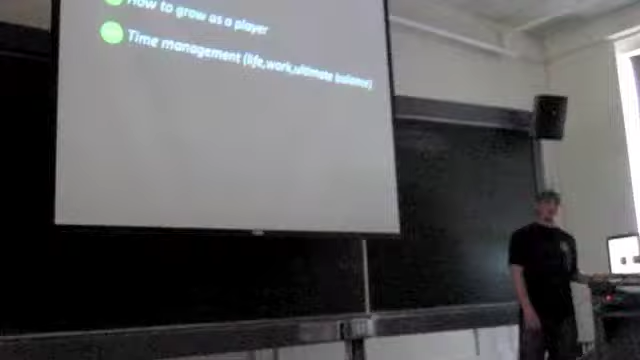 How to grow as a player
Time management (life,work,ultimate balance)